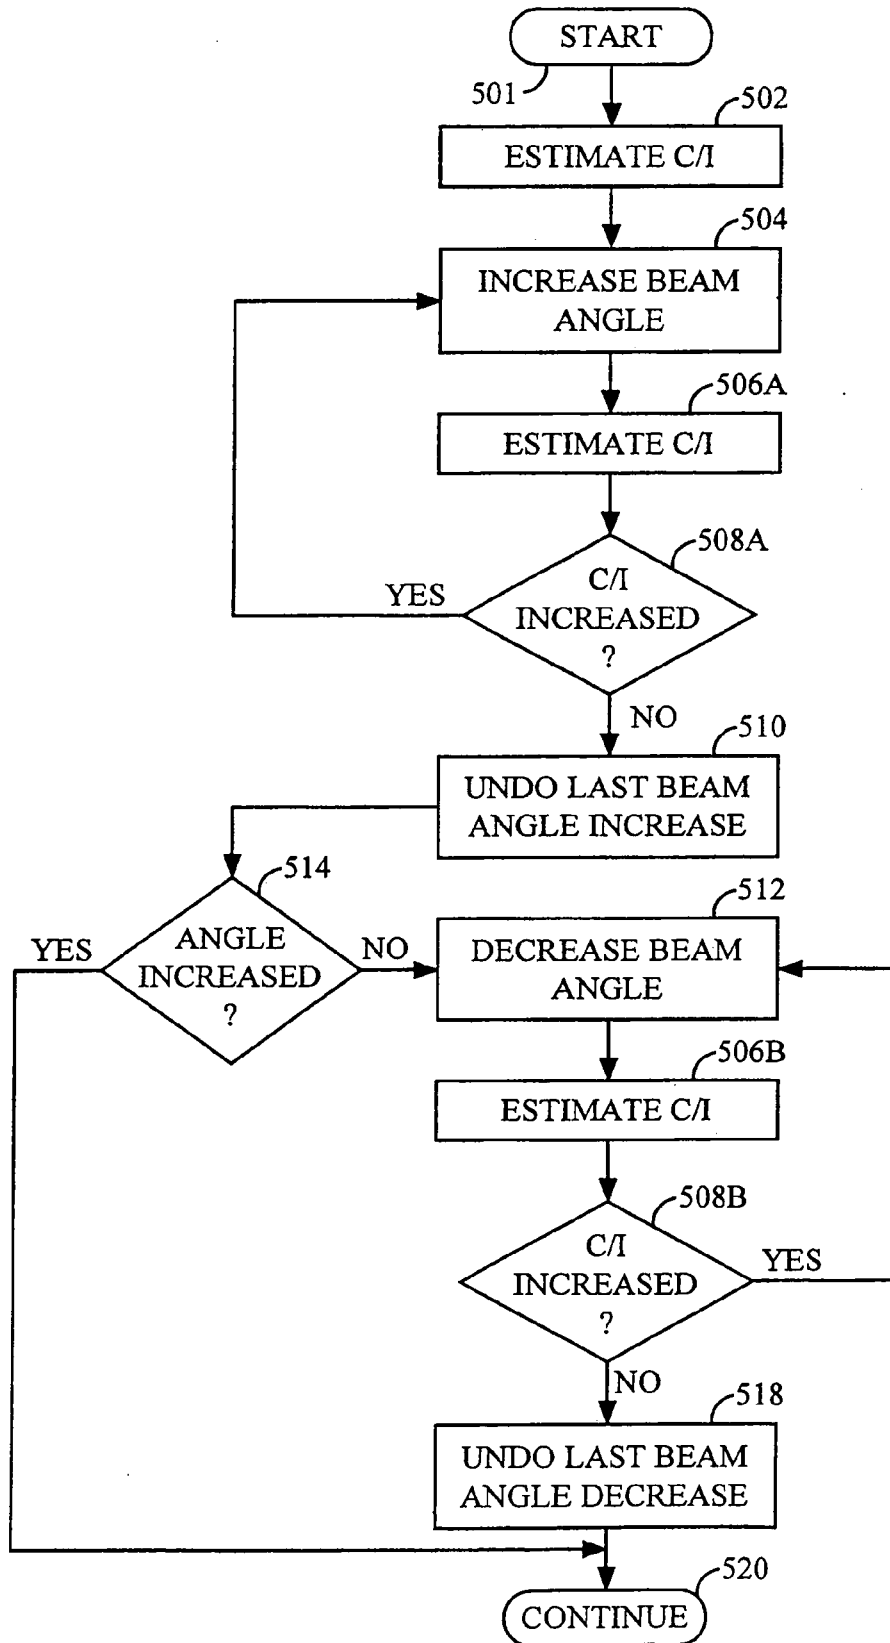 START
501
502
ESTIMATE C/I
504
INCREASE BEAM
ANGLE
506A
ESTIMATE C/I
508A
C/I
INCREASED
?
YES
NO
510
UNDO LAST BEAM
ANGLE INCREASE
514
ANGLE
INCREASED
?
YES
NO
512
DECREASE BEAM
ANGLE
506B
ESTIMATE C/I
508B
C/I
INCREASED
?
YES
NO
518
UNDO LAST BEAM
ANGLE DECREASE
520
CONTINUE